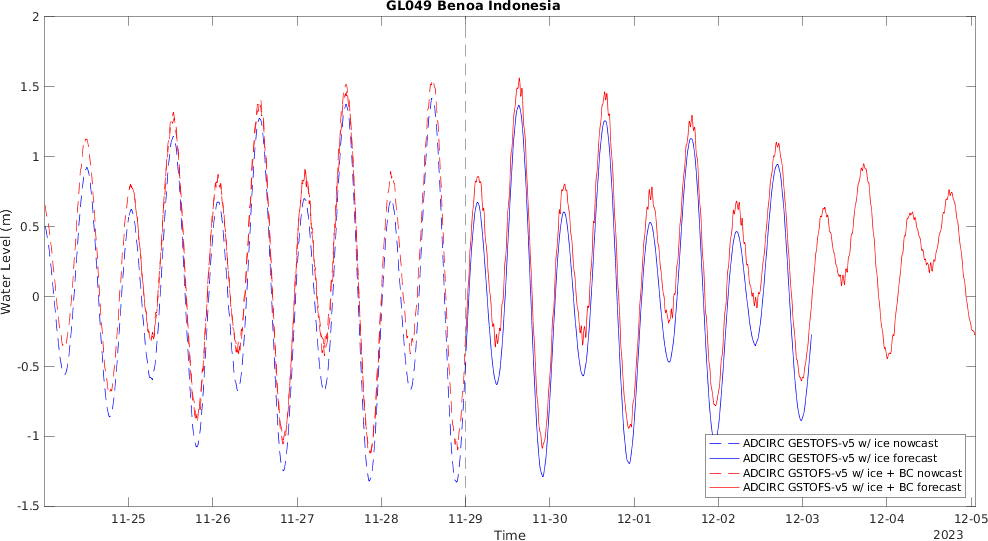 GL049 Benoa Indonesia
2
1.5
1
0.5
0
-0.5
-1
-1.5
Water Level (m)
ADCIRC GESTOFS-v5 w/ ice nowcast
ADCIRC GESTOFS-v5 w/ ice forecast
ADCIRC GSTOFS-v5 w/ ice + BC nowcast
ADCIRC GSTOFS-v5 w/ ice + BC forecast
11-25 11-26 11-27 11-28 11-29 11-30 12-01 12-02 12-03 12-04 12-05
Time
2023